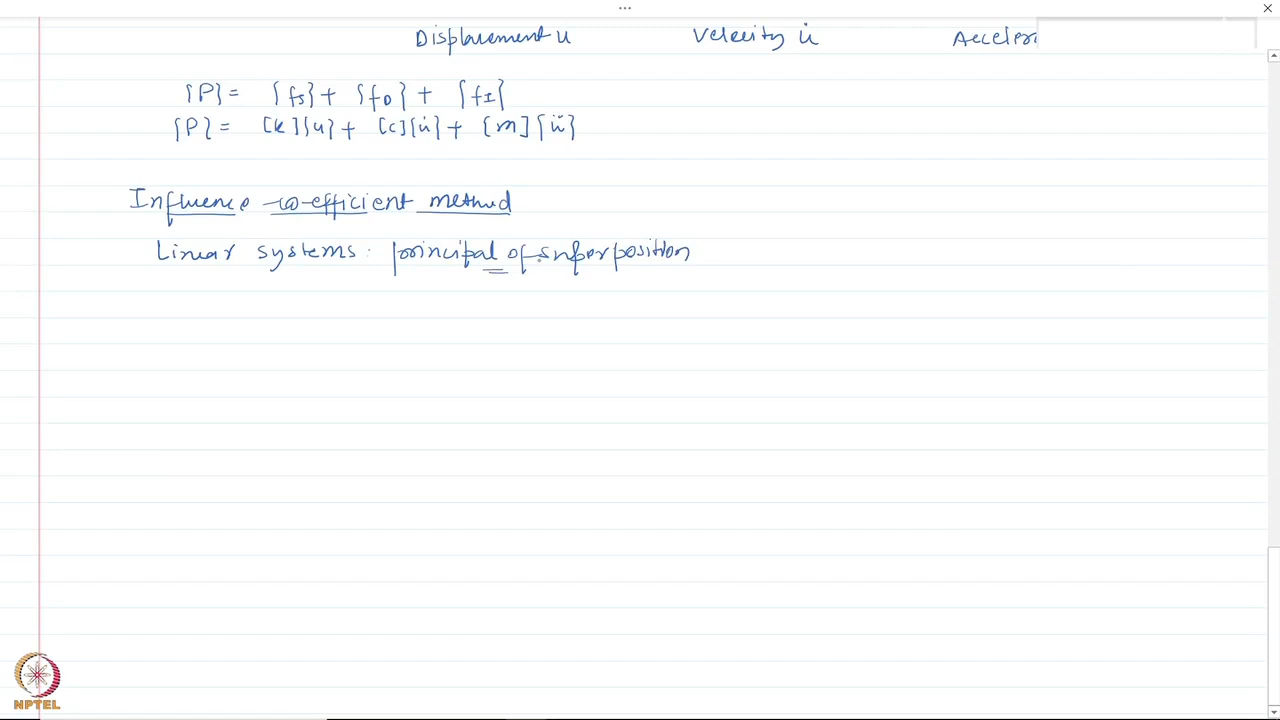 Displacement u Velocity u̇ Acceler
{P} = {fs} + {fD} + {fI}
{P} = [k]{u} + [c]{u̇} + [m]{ü}
Influence co-efficient method
Linear systems: principal of superposition
NPTEL